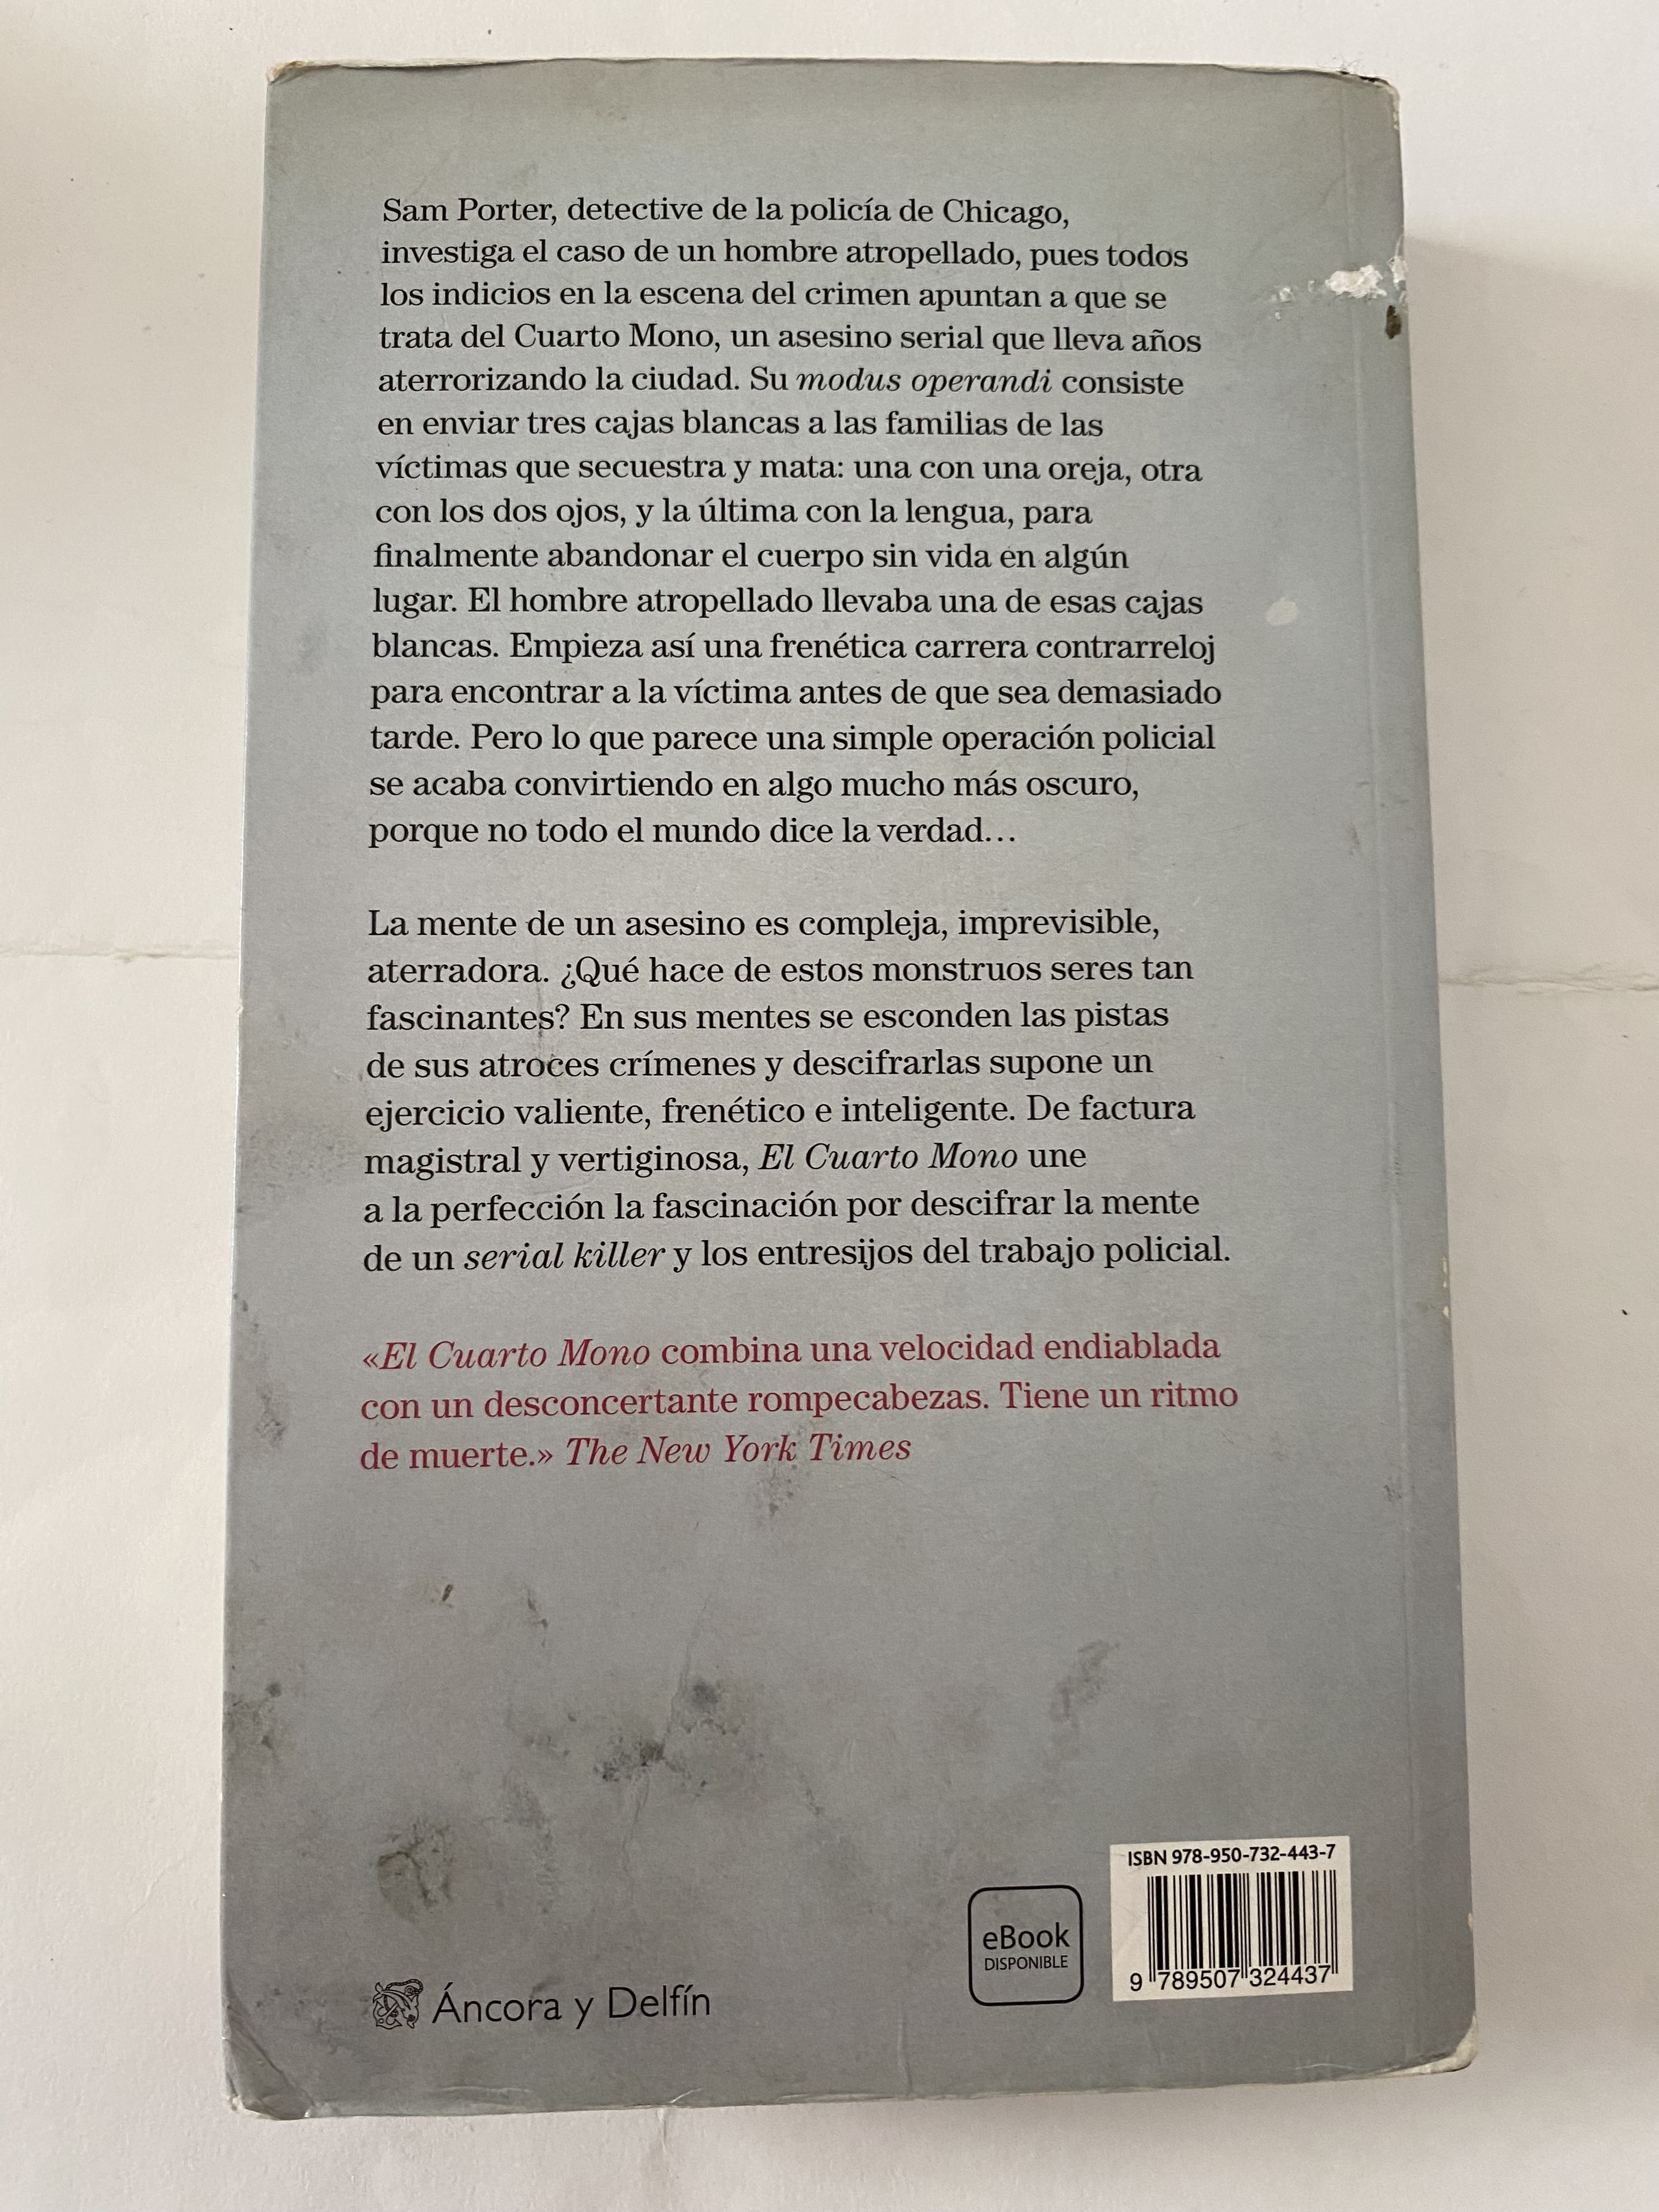 Sam Porter, detective de la policía de Chicago,
investiga el caso de un hombre atropellado, pues todos
los indicios en la escena del crimen apuntan a que se
trata del Cuarto Mono, un asesino serial que lleva años
aterrorizando la ciudad. Su modus operandi consiste
en enviar tres cajas blancas a las familias de las
víctimas que secuestra y mata: una con una oreja, otra
con los dos ojos, y la última con la lengua, para
finalmente abandonar el cuerpo sin vida en algún
lugar. El hombre atropellado llevaba una de esas cajas
blancas. Empieza así una frenética carrera contrarreloj
para encontrar a la víctima antes de que sea demasiado
tarde. Pero lo que parece una simple operación policial
se acaba convirtiendo en algo mucho más oscuro,
porque no todo el mundo dice la verdad…
La mente de un asesino es compleja, imprevisible,
aterradora. ¿Qué hace de estos monstruos seres tan
fascinantes? En sus mentes se esconden las pistas
de sus atroces crímenes y descifrarlas supone un
ejercicio valiente, frenético e inteligente. De factura
magistral y vertiginosa, El Cuarto Mono une
a la perfección la fascinación por descifrar la mente
de un serial killer y los entresijos del trabajo policial.
«El Cuarto Mono combina una velocidad endiablada
con un desconcertante rompecabezas. Tiene un ritmo
de muerte.» The New York Times
ISBN 978-950-732-443-7
eBook
DISPONIBLE
9 789507 324437
Áncora y Delfín